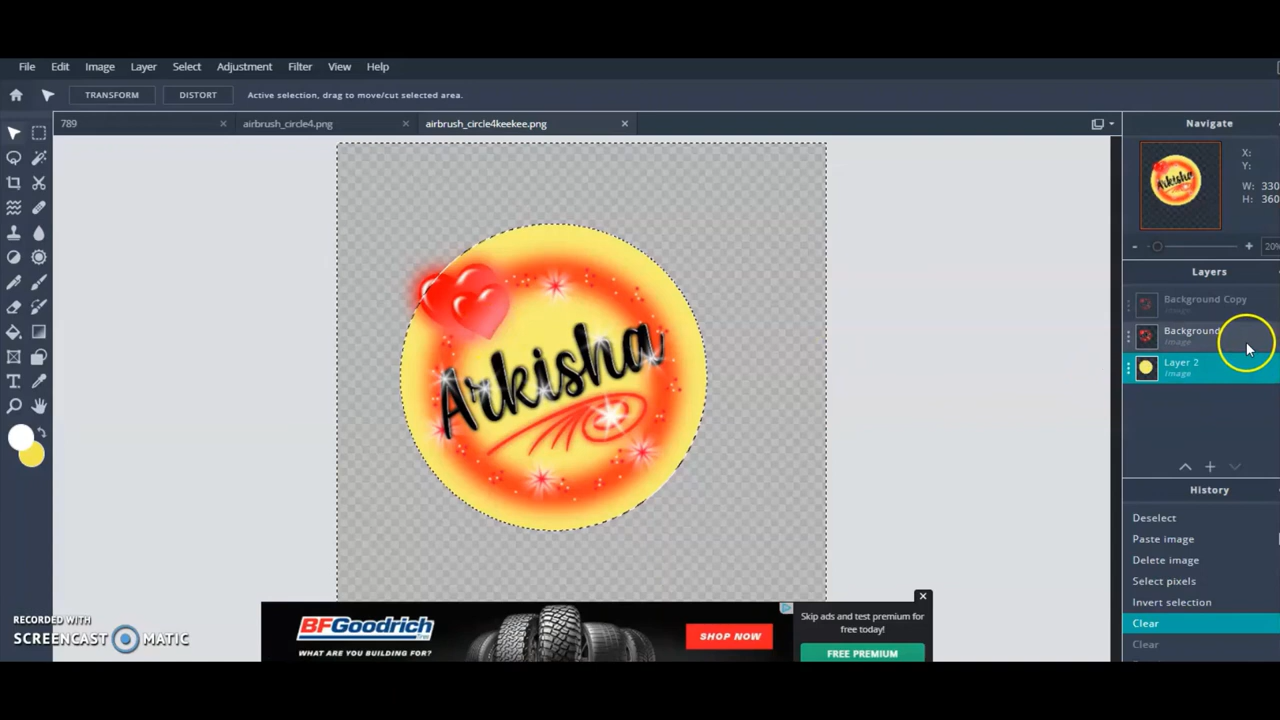 File Edit Image Layer Select Adjustment Filter View Help
TRANSFORM DISTORT Active selection, drag to move/cut selected area.
789 airbrush_circle4.png airbrush_circle4keekee.png
Navigate
X:
Y:
W: 330
H: 360
20%
Layers
Background Copy
Image
Background
Image
Layer 2
Image
Arkisha
History
Deselect
Paste image
Delete image
Select pixels
Invert selection
Clear
Clear
RECORDED WITH
SCREENCAST MATIC
BFGoodrich
WHAT ARE YOU BUILDING FOR?
SHOP NOW
Skip ads and test premium for
free today!
FREE PREMIUM